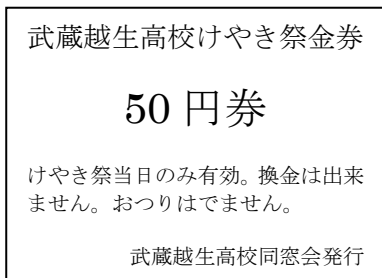 武蔵越生高校けやき祭金券
50 円券
けやき祭当日のみ有効。換金は出来
ません。おつりはでません。
武蔵越生高校同窓会発行